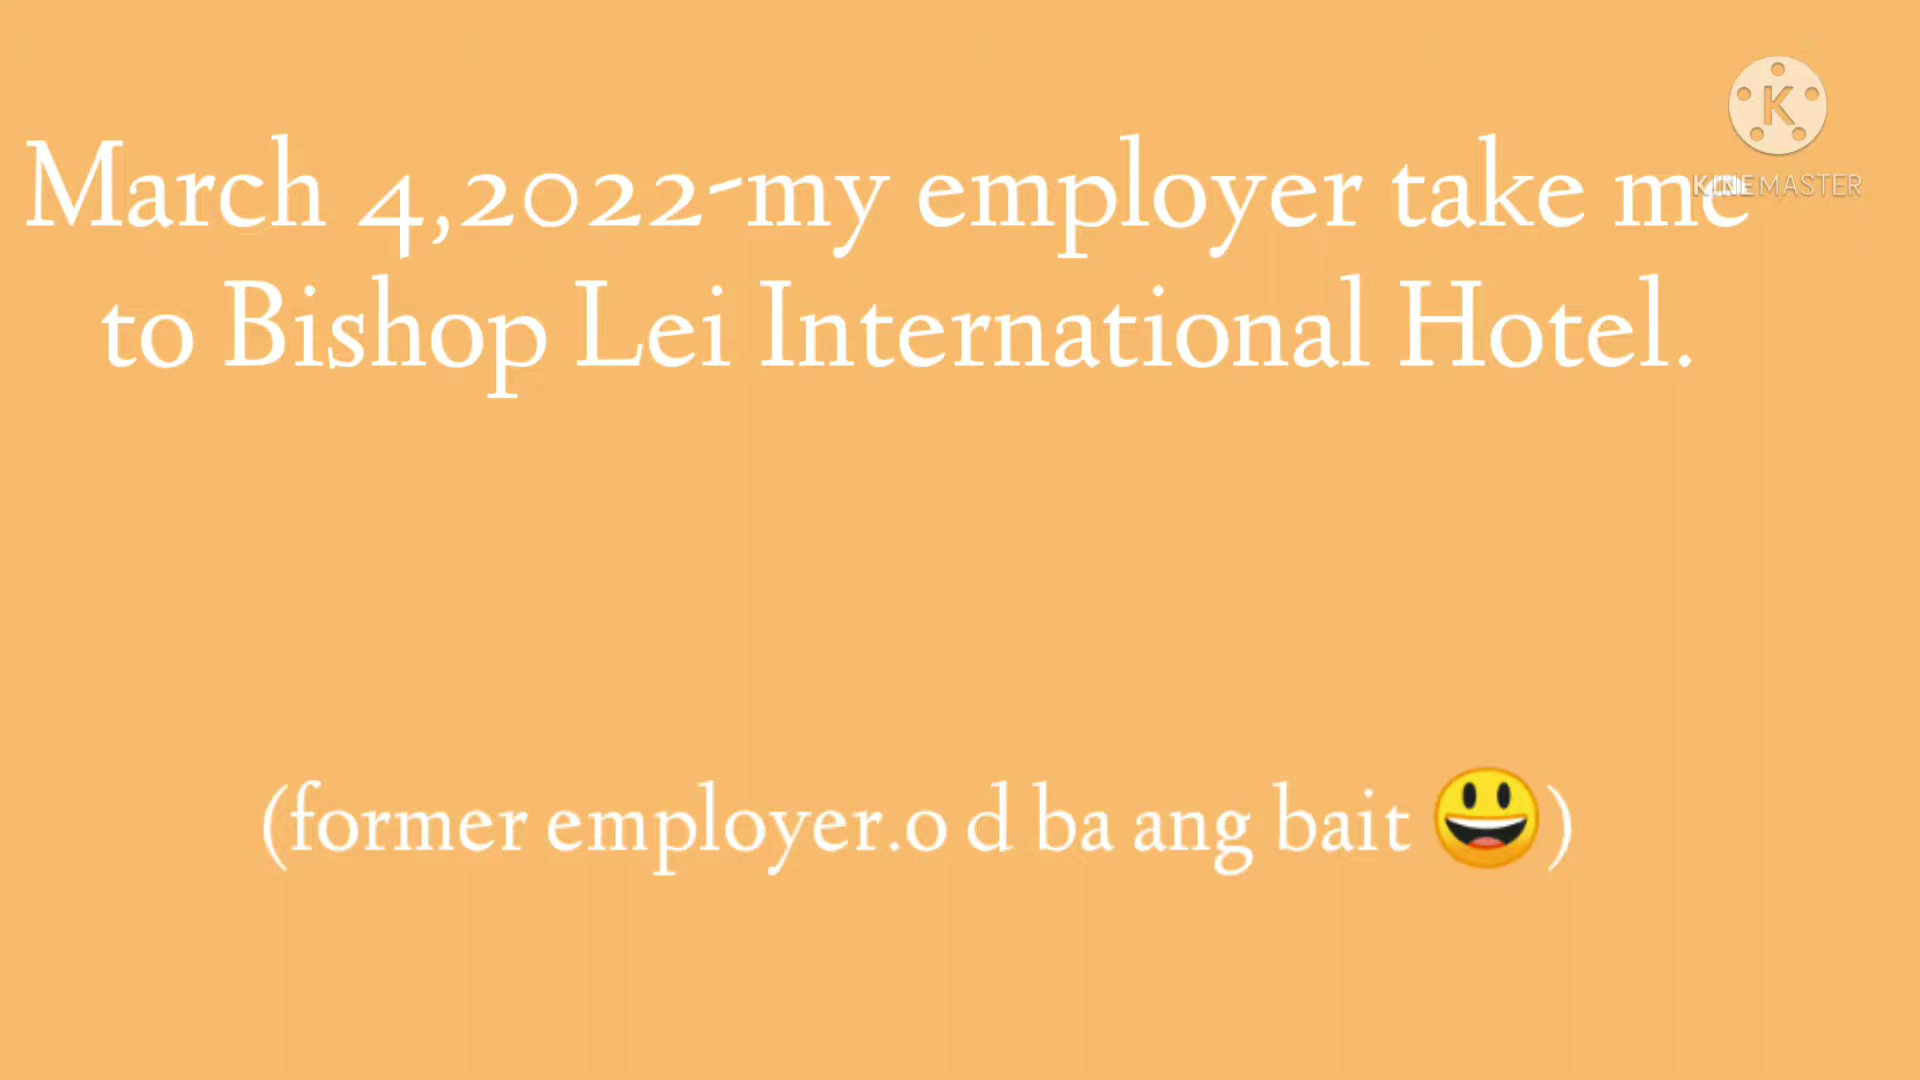 March 4,2022-my employer take me
to Bishop Lei International Hotel.
(former employer.o d ba ang bait 😃)
K
KINEMASTER